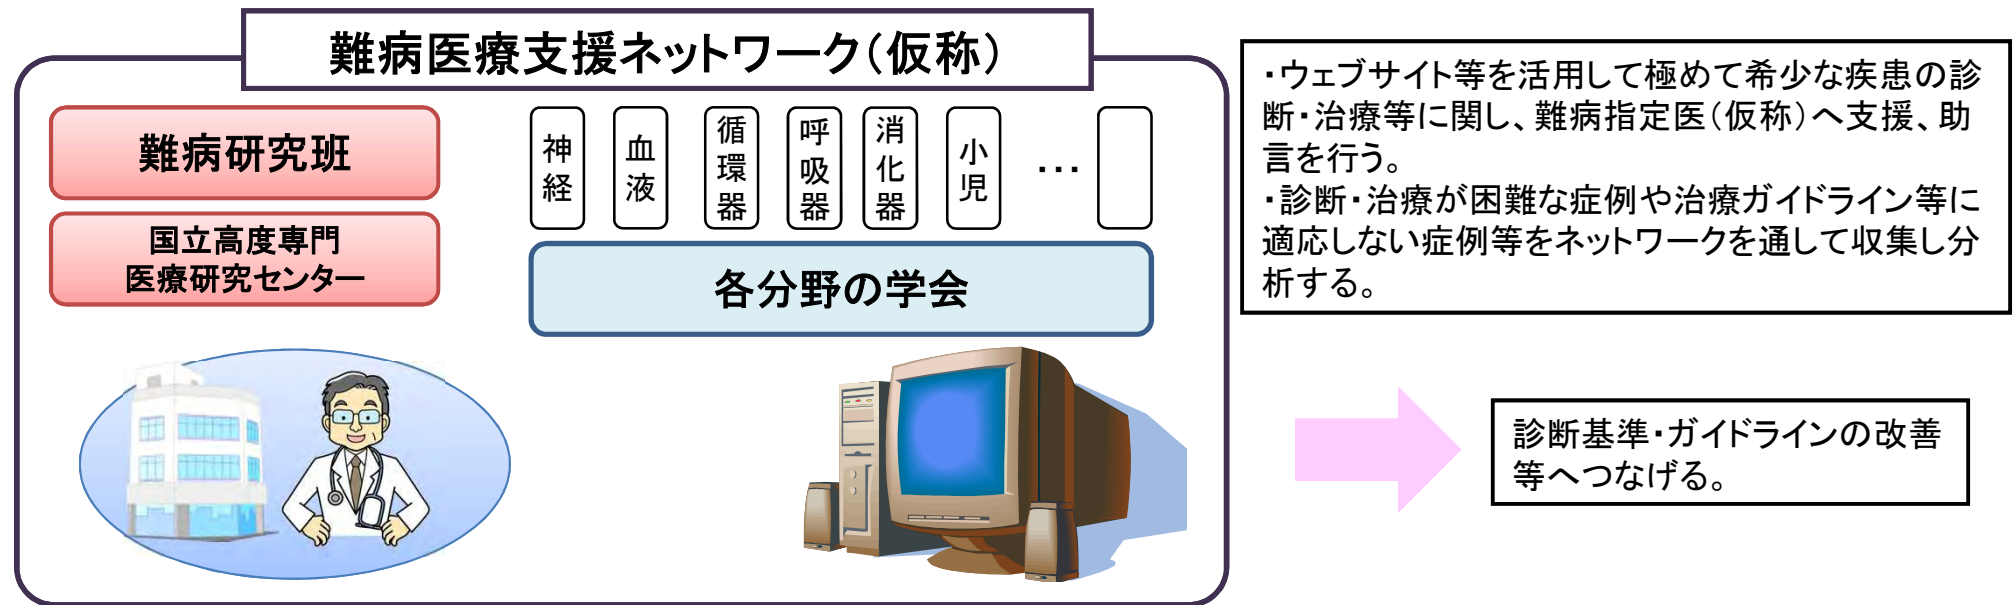 難病医療支援ネットワーク(仮称)
難病研究班
国立高度専門
医療研究センター
神経
血液
循環器
呼吸器
消化器
小児
…
各分野の学会
・ウェブサイト等を活用して極めて希少な疾患の診
断・治療等に関し、難病指定医(仮称)へ支援、助
言を行う。
・診断・治療が困難な症例や治療ガイドライン等に
適応しない症例等をネットワークを通して収集し分
析する。
診断基準・ガイドラインの改善
等へつなげる。